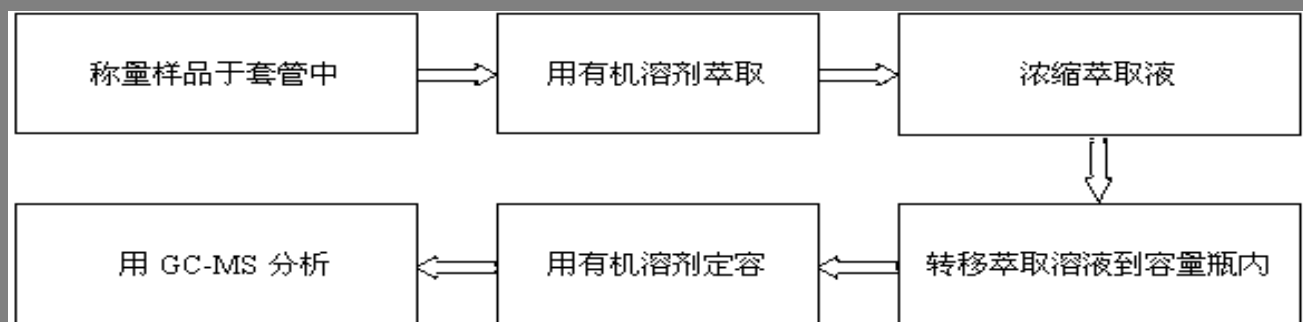 称量样品于套管中
用有机溶剂萃取
浓缩萃取液
转移萃取溶液到容量瓶内
用有机溶剂定容
用 GC-MS 分析